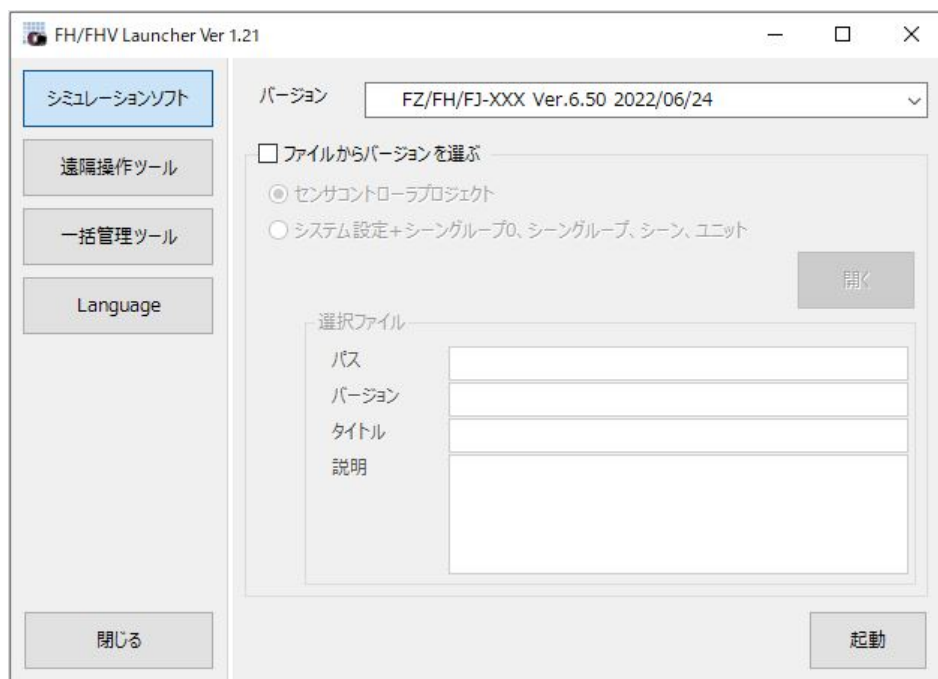 FH/FHV Launcher Ver 1.21
シミュレーションソフト
遠隔操作ツール
一括管理ツール
Language
閉じる
バージョン
FZ/FH/FJ-XXX Ver.6.50 2022/06/24
ファイルからバージョンを選ぶ
センサコントローラプロジェクト
システム設定+シーングループ0、シーングループ、シーン、ユニット
開く
選択ファイル
パス
バージョン
タイトル
説明
起動